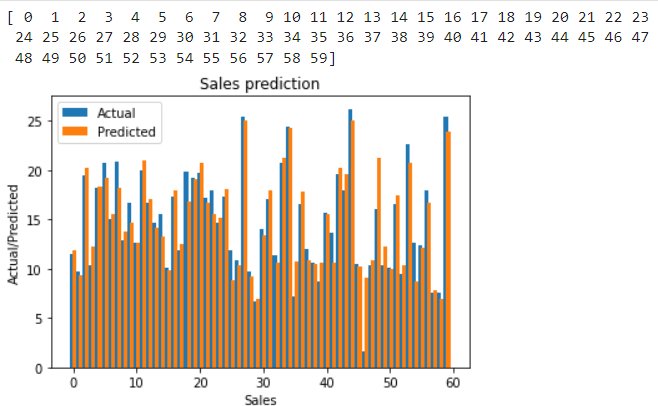 [ 0 1 2 3 4 5 6 7 8 9 10 11 12 13 14 15 16 17 18 19 20 21 22 23
24 25 26 27 28 29 30 31 32 33 34 35 36 37 38 39 40 41 42 43 44 45 46 47
48 49 50 51 52 53 54 55 56 57 58 59]
Sales prediction
Actual
Predicted
25
20
15
10
5
0
Actual/Predicted
0 10 20 30 40 50 60
Sales